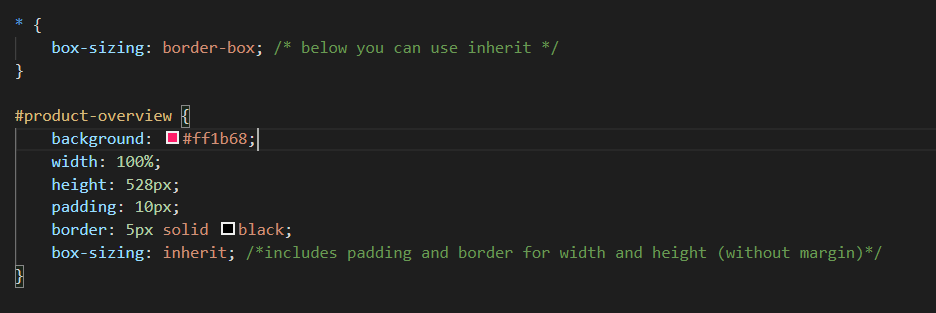 * {
box-sizing: border-box; /* below you can use inherit */
}
#product-overview {
background: #ff1b68;
width: 100%;
height: 528px;
padding: 10px;
border: 5px solid black;
box-sizing: inherit; /*includes padding and border for width and height (without margin)*/
}